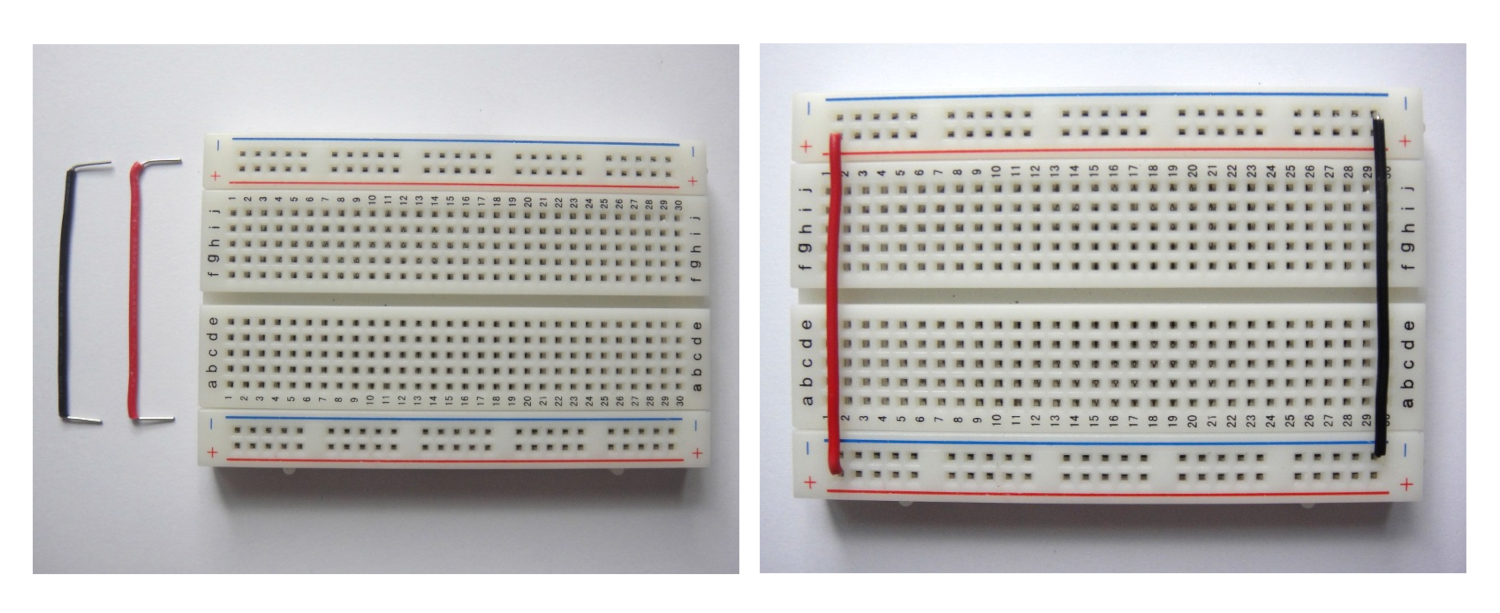 − −
+ +
1 2 3 4 5 6 7 8 9 10 11 12 13 14 15 16 17 18 19 20 21 22 23 24 25 26 27 28 29 30
j j
i i
h h
g g
f f
e e
d d
c c
b b
a a
1 2 3 4 5 6 7 8 9 10 11 12 13 14 15 16 17 18 19 20 21 22 23 24 25 26 27 28 29 30
− −
+ +
− −
+ +
1 2 3 4 5 6 7 8 9 10 11 12 13 14 15 16 17 18 19 20 21 22 23 24 25 26 27 28 29 30
j j
i i
h h
g g
f f
e e
d d
c c
b b
a a
1 2 3 4 5 6 7 8 9 10 11 12 13 14 15 16 17 18 19 20 21 22 23 24 25 26 27 28 29
− −
+ +